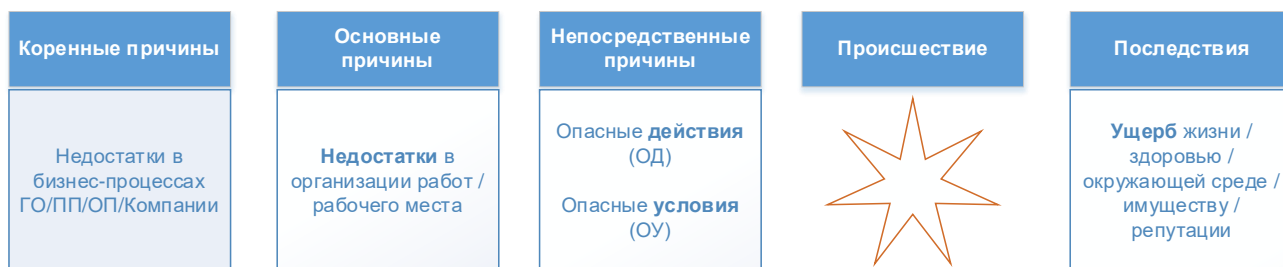 Коренные причины
Основные
причины
Непосредственные
причины
Происшествие
Последствия
Недостатки в
бизнес-процессах
ГО/ПП/ОП/Компании
Недостатки в
организации работ /
рабочего места
Опасные действия
(ОД)
Опасные условия
(ОУ)
Ущерб жизни /
здоровью /
окружающей среде /
имуществу /
репутации